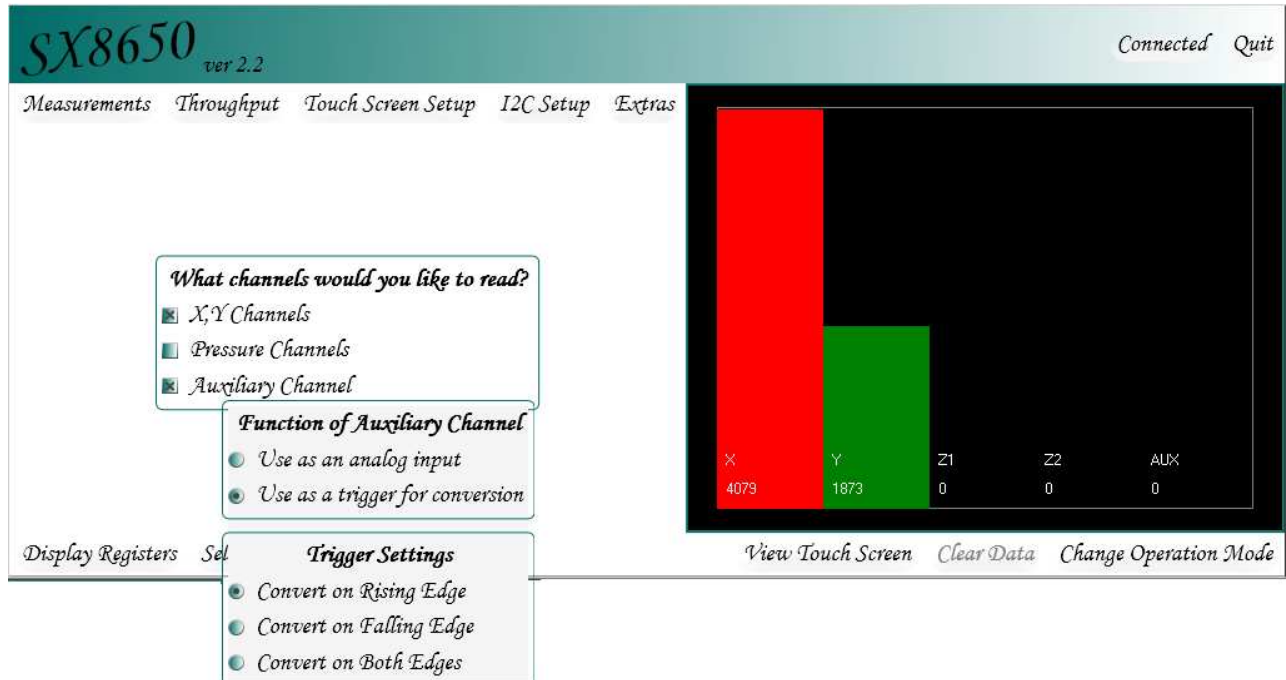 SX8650 ver 2.2
Connected Quit
Measurements Throughput Touch Screen Setup I2C Setup Extras
What channels would you like to read?
X,Y Channels
Pressure Channels
Auxiliary Channel
Function of Auxiliary Channel
Use as an analog input
Use as a trigger for conversion
X Y Z1 Z2 AUX
4079 1873 0 0 0
Display Registers Sel
Trigger Settings
Convert on Rising Edge
Convert on Falling Edge
Convert on Both Edges
View Touch Screen Clear Data Change Operation Mode